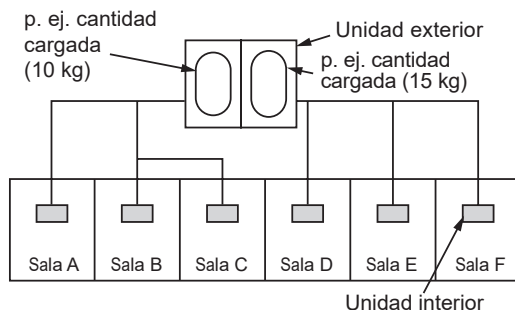 p. ej. cantidad
cargada
(10 kg)
Unidad exterior
p. ej. cantidad
cargada (15 kg)
Sala A
Sala B
Sala C
Sala D
Sala E
Sala F
Unidad interior